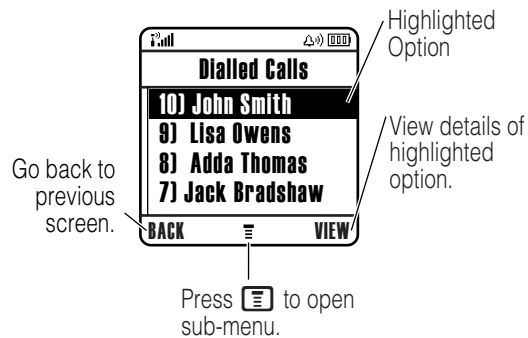 Highlighted
Option
Dialled Calls
10) John Smith
9) Lisa Owens
8) Adda Thomas
7) Jack Bradshaw
View details of
highlighted
option.
Go back to
previous
screen.
BACK
VIEW
Press to open
sub-menu.